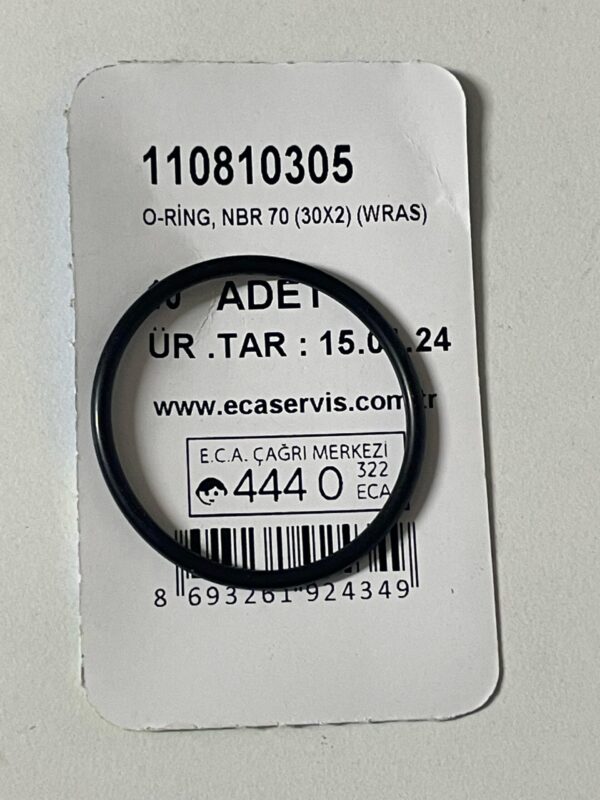 110810305
O-RİNG, NBR 70 (30X2) (WRAS)
ADET
ÜR .TAR : 15.0 .24
www.ecaservis.com.tr
E.C.A. ÇAĞRI MERKEZİ
444 0 322 ECA
8 693261 924349